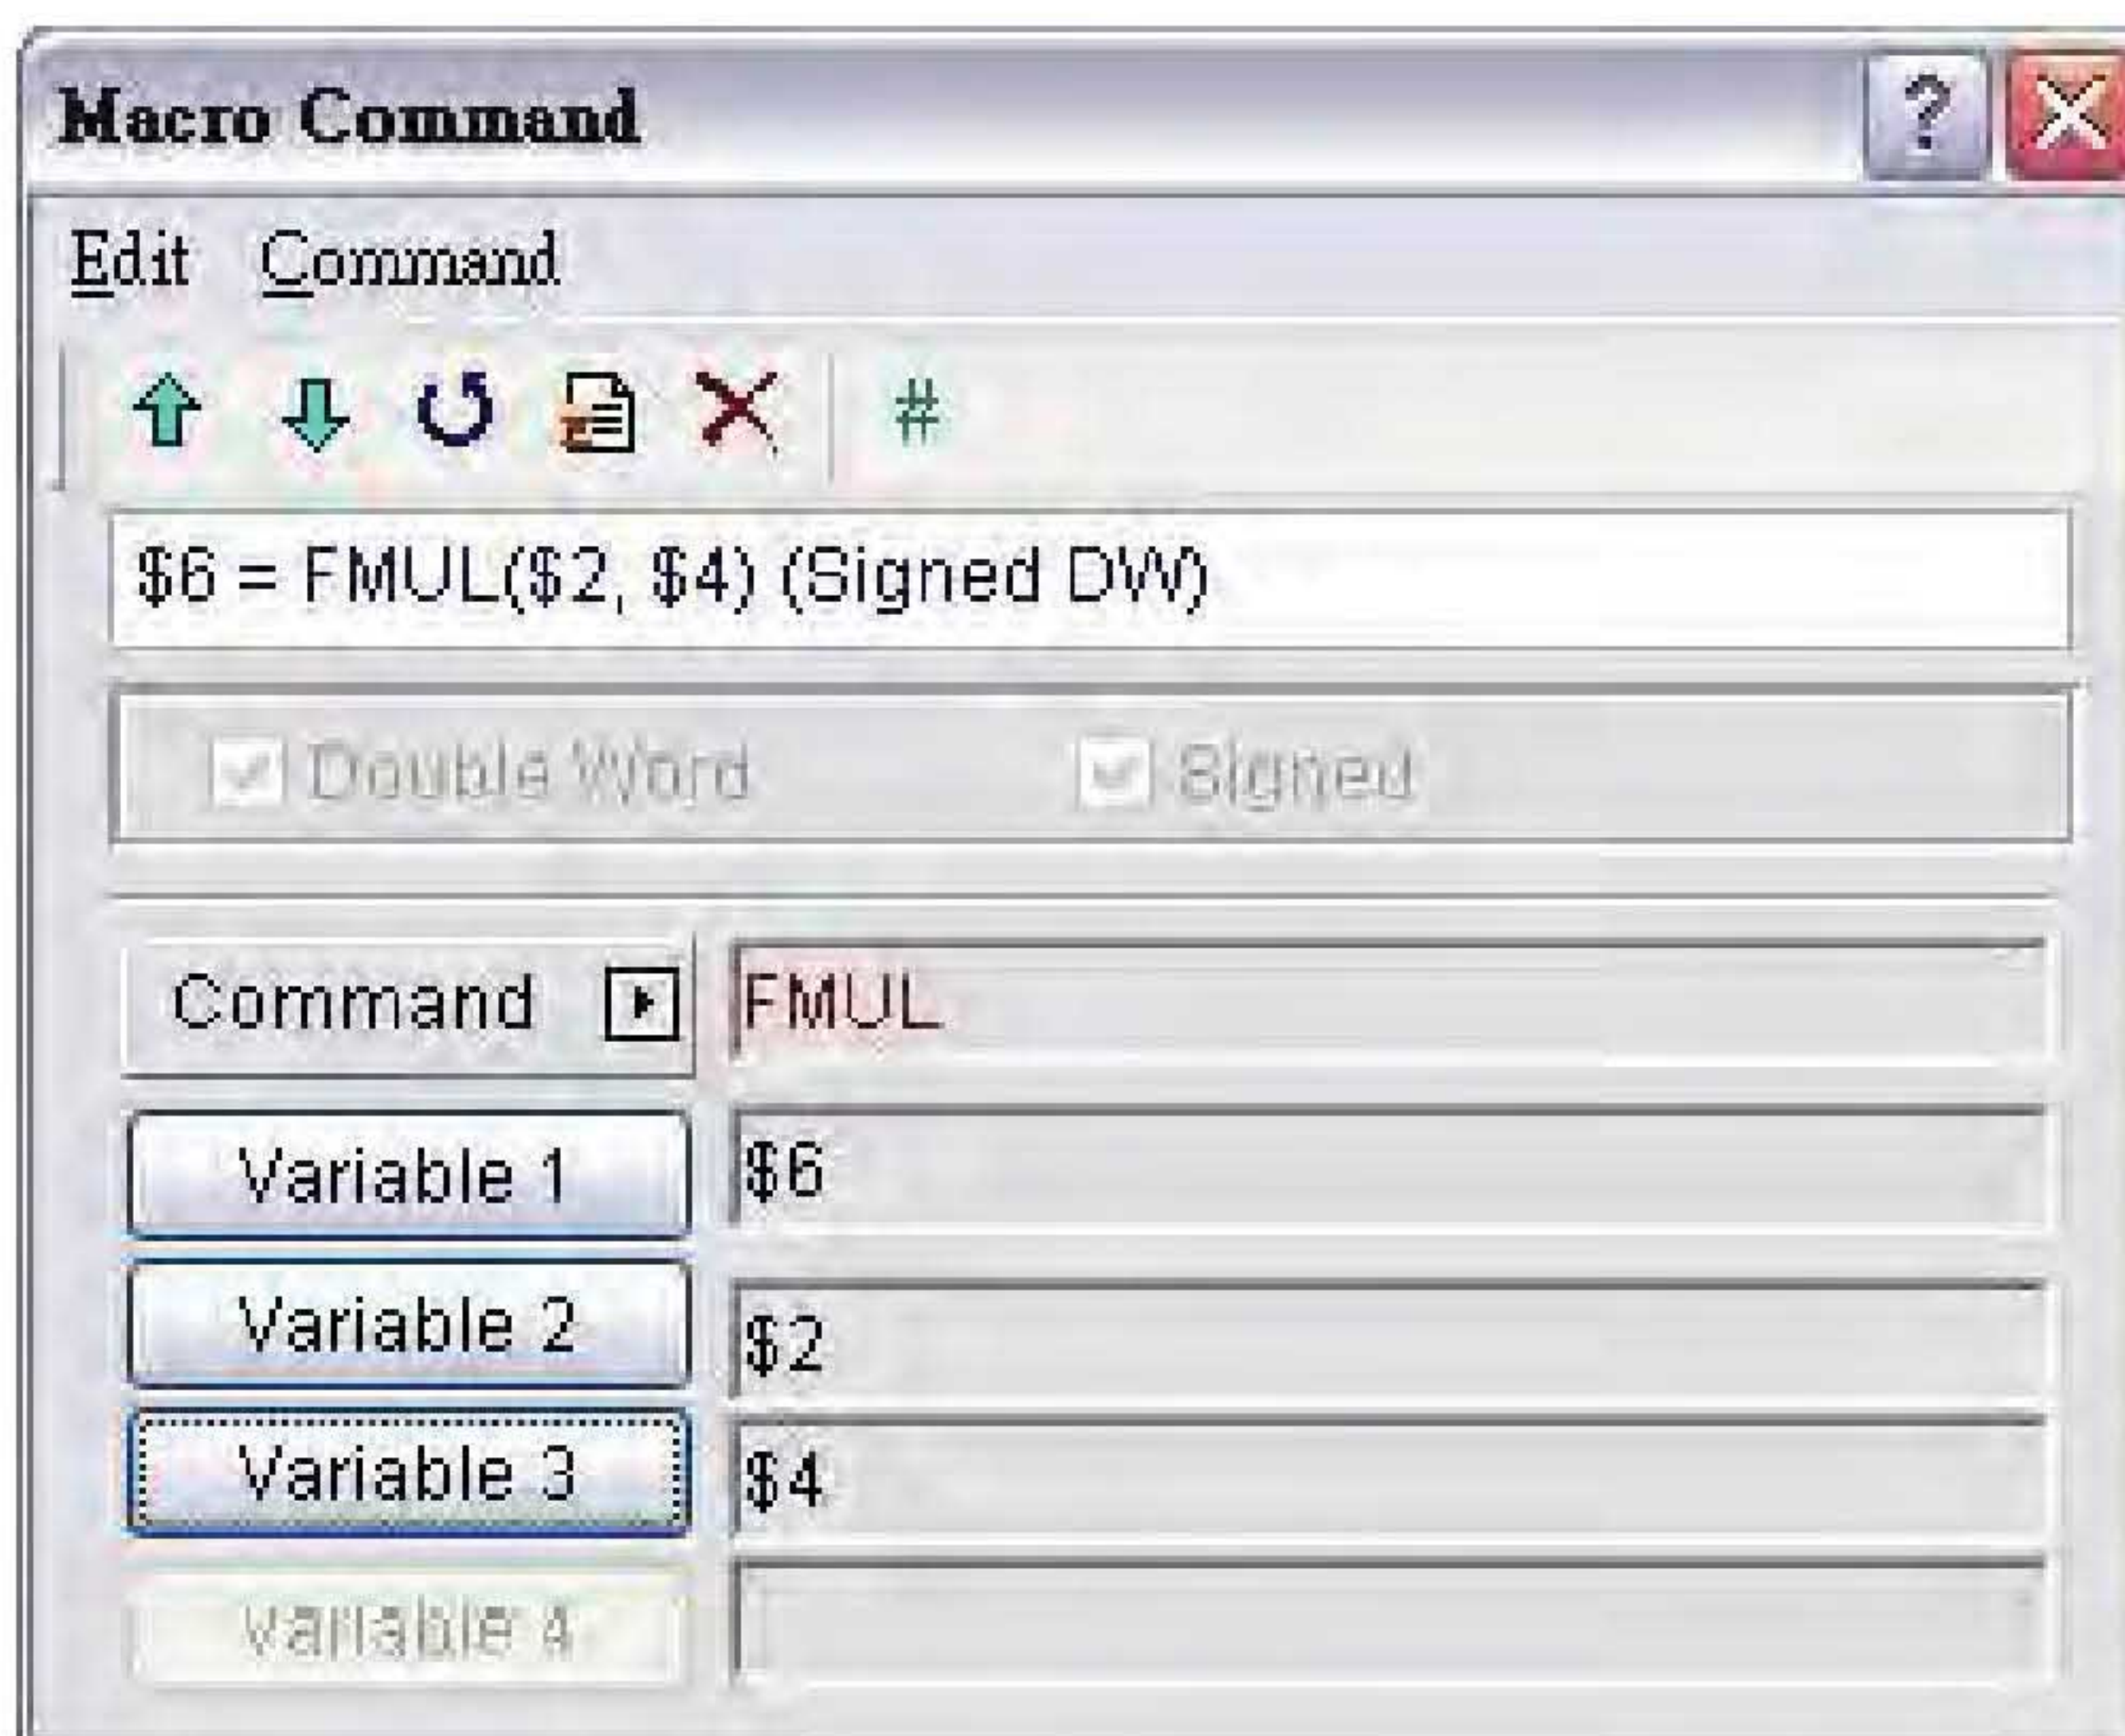 Macro Command
?
Edit Command
#
$6 = FMUL($2, $4) (Signed DW)
Double Word Signed
Command FMUL
Variable 1 $6
Variable 2 $2
Variable 3 $4
Variable 4